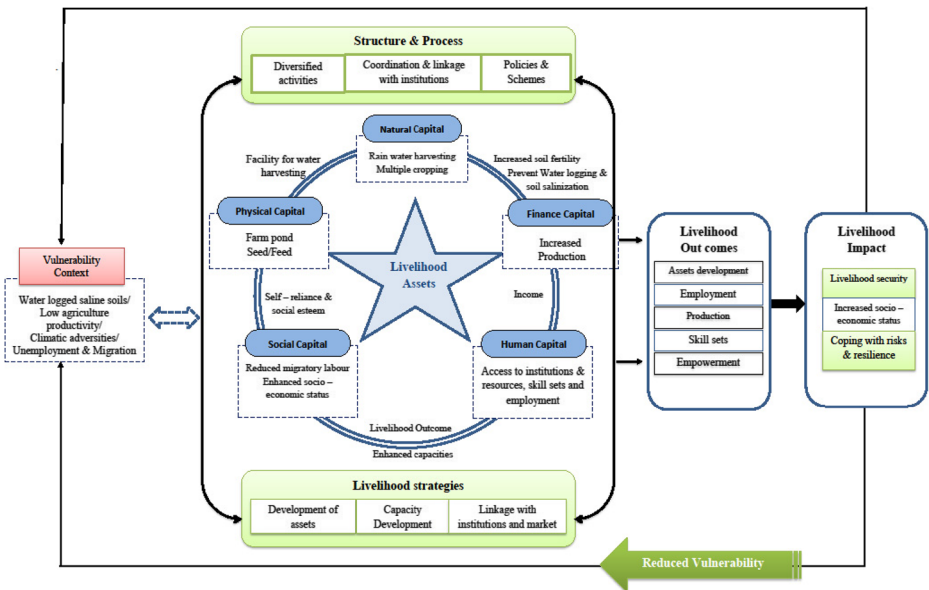 Structure & Process
Diversified
activities
Coordination & linkage
with institutions
Policies &
Schemes
Natural Capital
Rain water harvesting
Multiple cropping
Facility for water
harvesting
Increased soil fertility
Prevent Water logging &
soil salinization
Physical Capital
Farm pond
Seed/Feed
Finance Capital
Increased
Production
Livelihood
Assets
Self – reliance &
social esteem
Income
Social Capital
Reduced migratory labour
Enhanced socio –
economic status
Human Capital
Access to institutions &
resources, skill sets and
employment
Livelihood Outcome
Enhanced capacities
Livelihood strategies
Development of
assets
Capacity
Development
Linkage with
institutions and market
Vulnerability
Context
Water logged saline soils/
Low agriculture
productivity/
Climatic adversities/
Unemployment & Migration
Livelihood
Out comes
Assets development
Employment
Production
Skill sets
Empowerment
Livelihood
Impact
Livelihood security
Increased socio –
economic status
Coping with risks
& resilience
Reduced Vulnerability